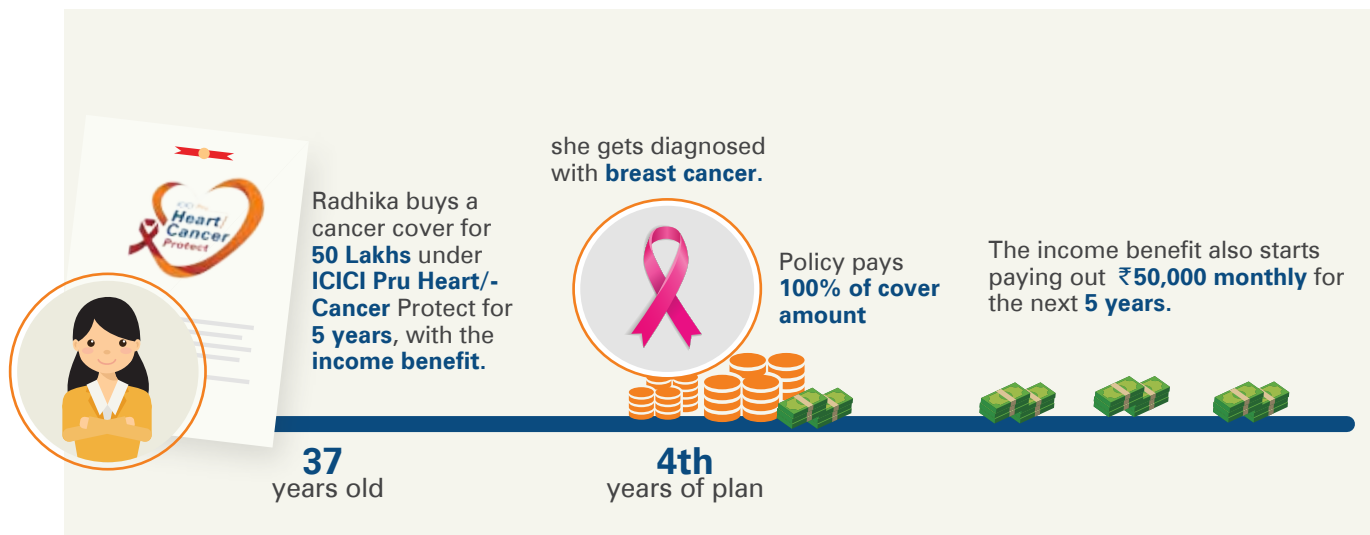 ICICI Pru
Heart/
Cancer
Protect
Radhika buys a
cancer cover for
50 Lakhs under
ICICI Pru Heart/-
Cancer Protect for
5 years, with the
income benefit.
37
years old
she gets diagnosed
with breast cancer.
4th
years of plan
Policy pays
100% of cover
amount
The income benefit also starts
paying out ₹50,000 monthly for
the next 5 years.